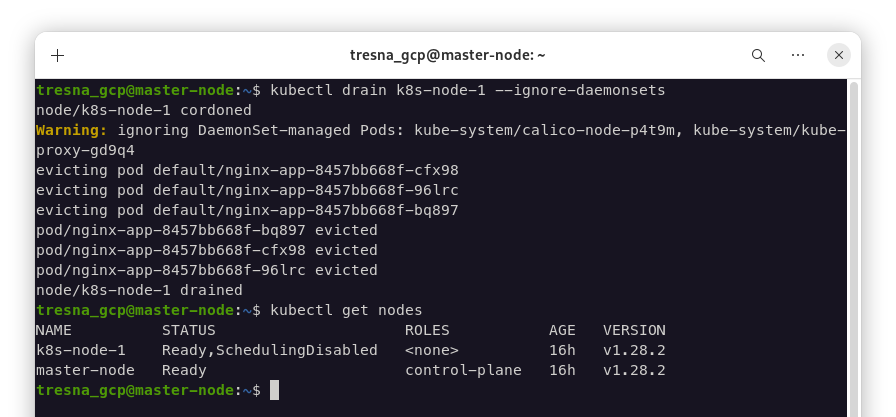 tresna_gcp@master-node: ~
tresna_gcp@master-node:~$ kubectl drain k8s-node-1 --ignore-daemonsets
node/k8s-node-1 cordoned
Warning: ignoring DaemonSet-managed Pods: kube-system/calico-node-p4t9m, kube-system/kube-
proxy-gd9q4
evicting pod default/nginx-app-8457bb668f-cfx98
evicting pod default/nginx-app-8457bb668f-96lrc
evicting pod default/nginx-app-8457bb668f-bq897
pod/nginx-app-8457bb668f-bq897 evicted
pod/nginx-app-8457bb668f-cfx98 evicted
pod/nginx-app-8457bb668f-96lrc evicted
node/k8s-node-1 drained
tresna_gcp@master-node:~$ kubectl get nodes
NAME          STATUS                     ROLES           AGE   VERSION
k8s-node-1    Ready,SchedulingDisabled   <none>          16h   v1.28.2
master-node   Ready                      control-plane   16h   v1.28.2
tresna_gcp@master-node:~$